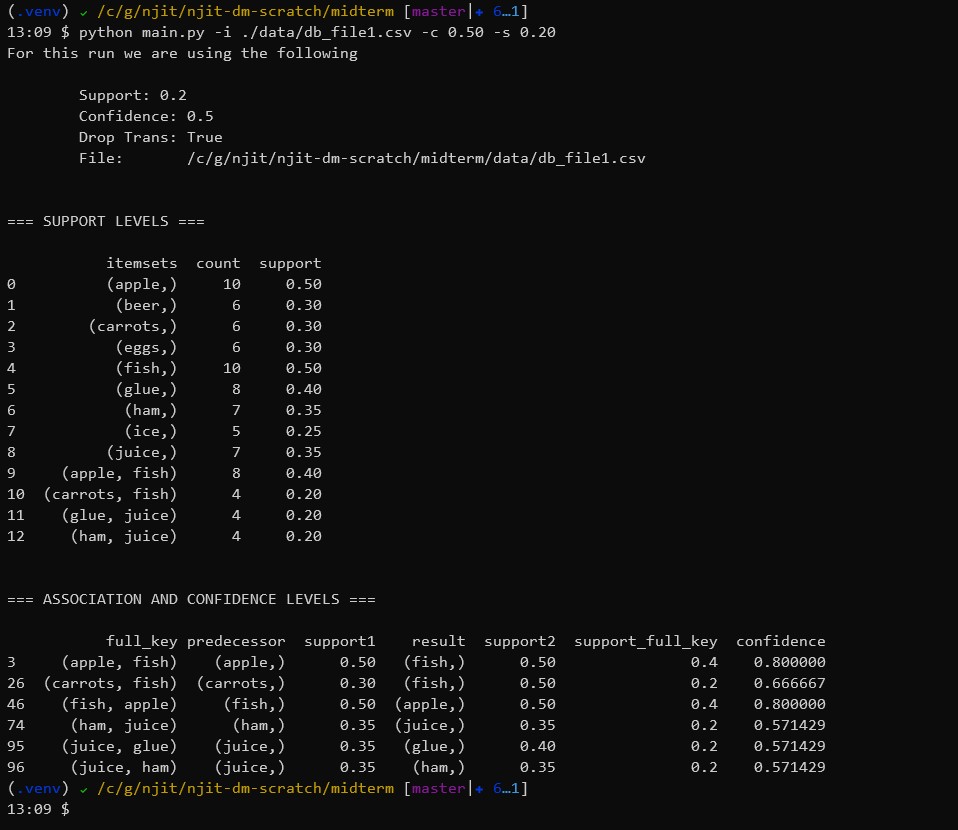 (.venv) ✓ /c/g/njit/njit-dm-scratch/midterm [master|✚ 6…1]
13:09 $ python main.py -i ./data/db_file1.csv -c 0.50 -s 0.20
For this run we are using the following

        Support: 0.2
        Confidence: 0.5
        Drop Trans: True
        File:       /c/g/njit/njit-dm-scratch/midterm/data/db_file1.csv


=== SUPPORT LEVELS ===

           itemsets  count  support
0          (apple,)     10     0.50
1           (beer,)      6     0.30
2        (carrots,)      6     0.30
3           (eggs,)      6     0.30
4           (fish,)     10     0.50
5           (glue,)      8     0.40
6            (ham,)      7     0.35
7            (ice,)      5     0.25
8          (juice,)      7     0.35
9     (apple, fish)      8     0.40
10  (carrots, fish)      4     0.20
11    (glue, juice)      4     0.20
12     (ham, juice)      4     0.20


=== ASSOCIATION AND CONFIDENCE LEVELS ===

           full_key predecessor  support1    result  support2  support_full_key  confidence
3     (apple, fish)    (apple,)      0.50   (fish,)      0.50               0.4    0.800000
26  (carrots, fish)  (carrots,)      0.30   (fish,)      0.50               0.2    0.666667
46    (fish, apple)     (fish,)      0.50  (apple,)      0.50               0.4    0.800000
74     (ham, juice)      (ham,)      0.35  (juice,)      0.35               0.2    0.571429
95    (juice, glue)    (juice,)      0.35   (glue,)      0.40               0.2    0.571429
96     (juice, ham)    (juice,)      0.35    (ham,)      0.35               0.2    0.571429
(.venv) ✓ /c/g/njit/njit-dm-scratch/midterm [master|✚ 6…1]
13:09 $